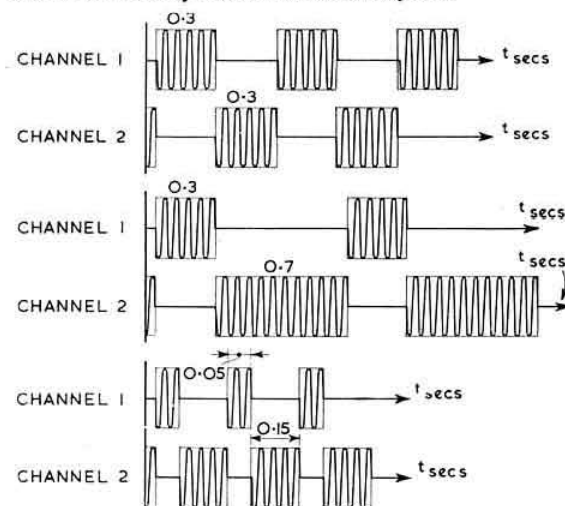 0·3
CHANNEL 1 t secs
0·3
CHANNEL 2 t secs
0·3
CHANNEL 1 t secs
t secs
0·7
CHANNEL 2
0·05
CHANNEL 1 t secs
0·15
CHANNEL 2 t secs